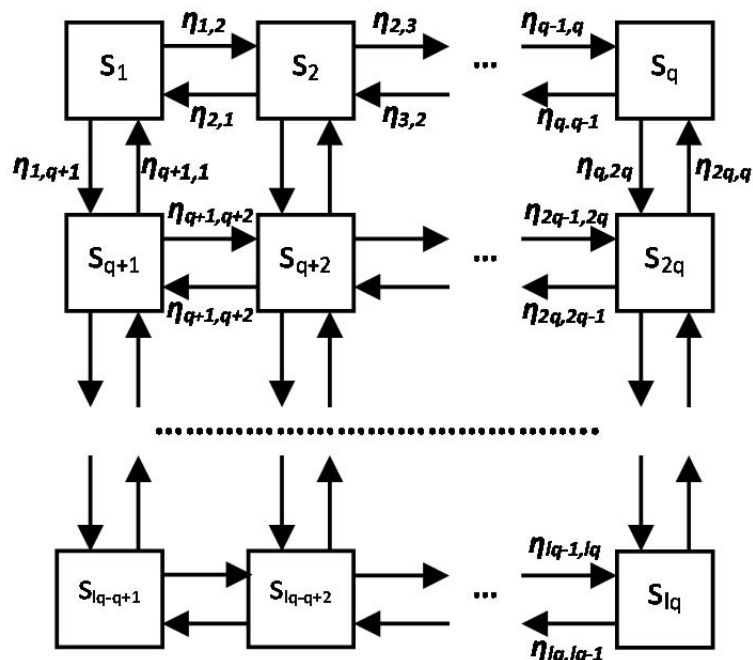 η1,2 η2,3 ηq-1,q
S1 S2 ... Sq
η2,1 η3,2 ηq.q-1
η1,q+1 ηq+1,1 ηq,2q η2q,q
ηq+1,q+2 η2q-1,2q
Sq+1 Sq+2 ... S2q
ηq+1,q+2 η2q,2q-1
ηlq-1,lq
Slq-q+1 Slq-q+2 ... Slq
ηlq,lq-1